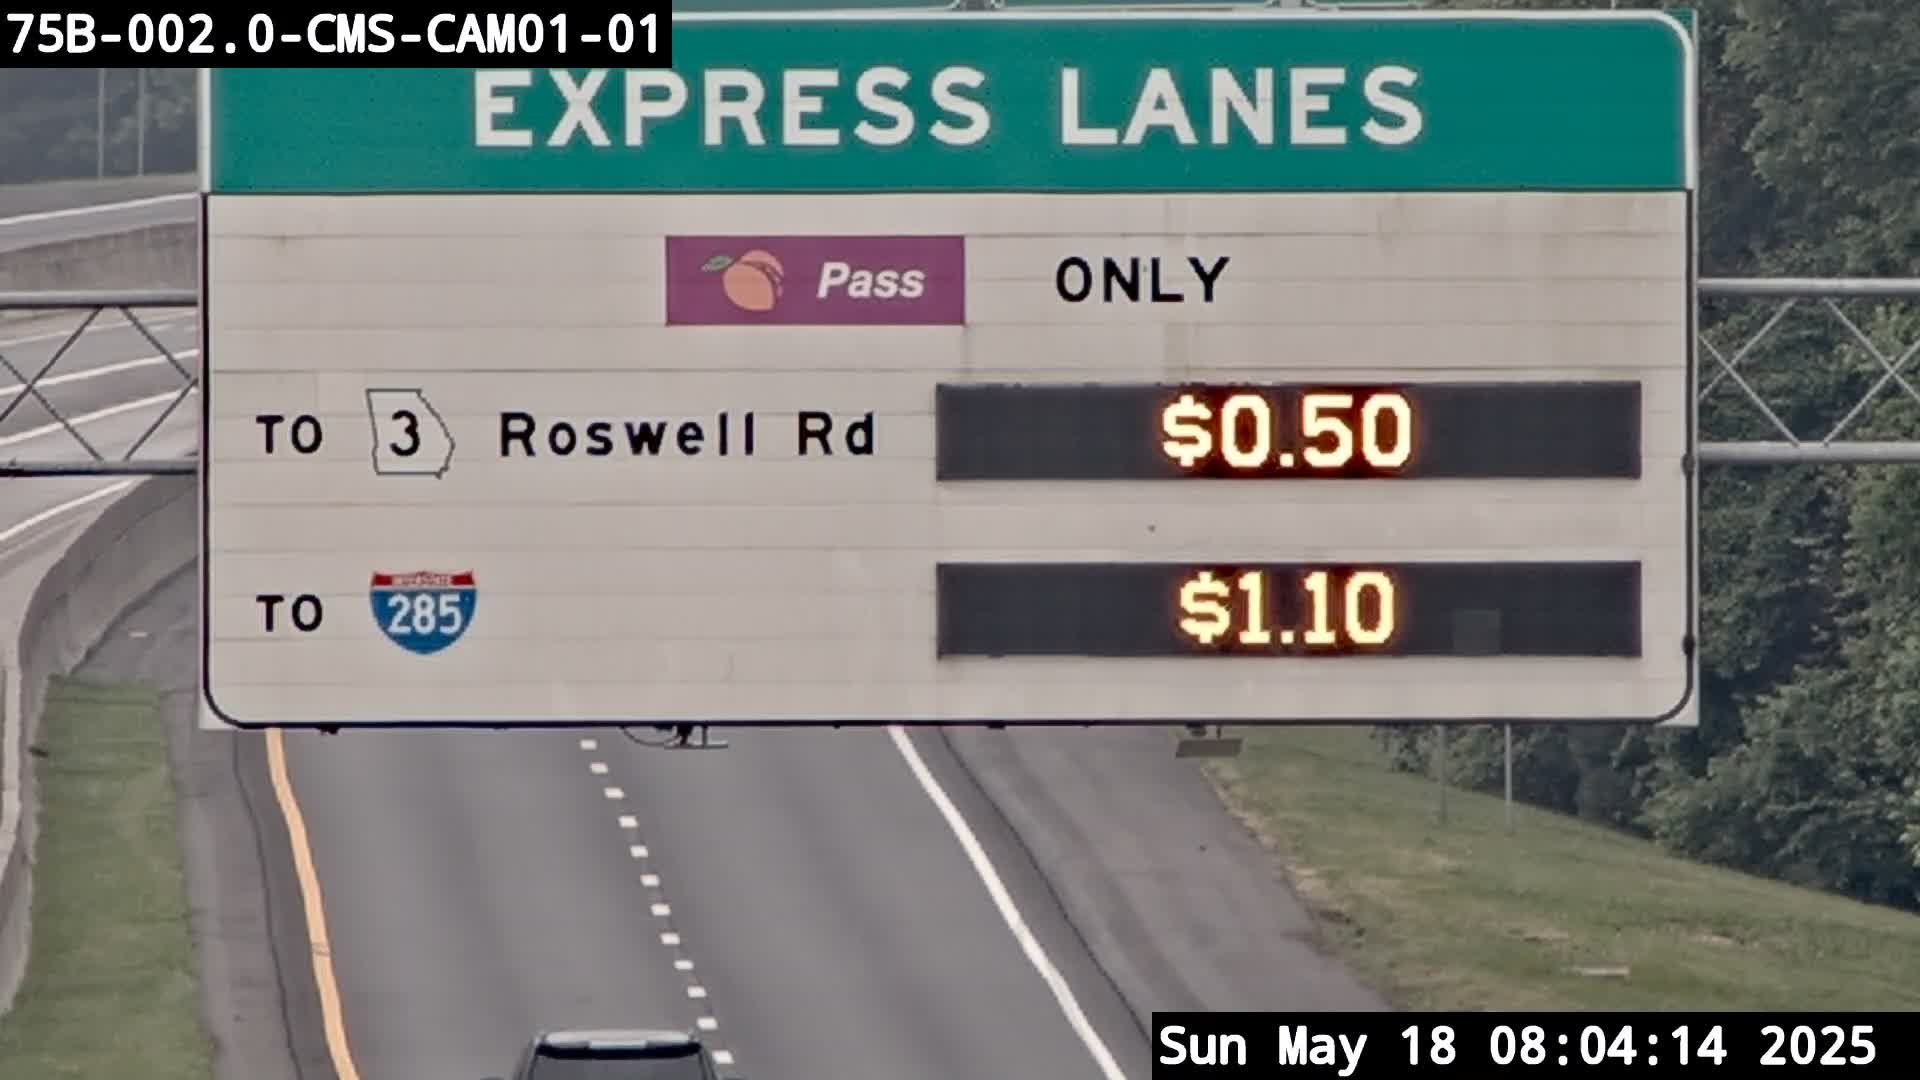 75B-002.0-CMS-CAM01-01
EXPRESS LANES
Pass ONLY
TO 3 Roswell Rd $0.50
INTERSTATE
TO 285 $1.10
Sun May 18 08:04:14 2025